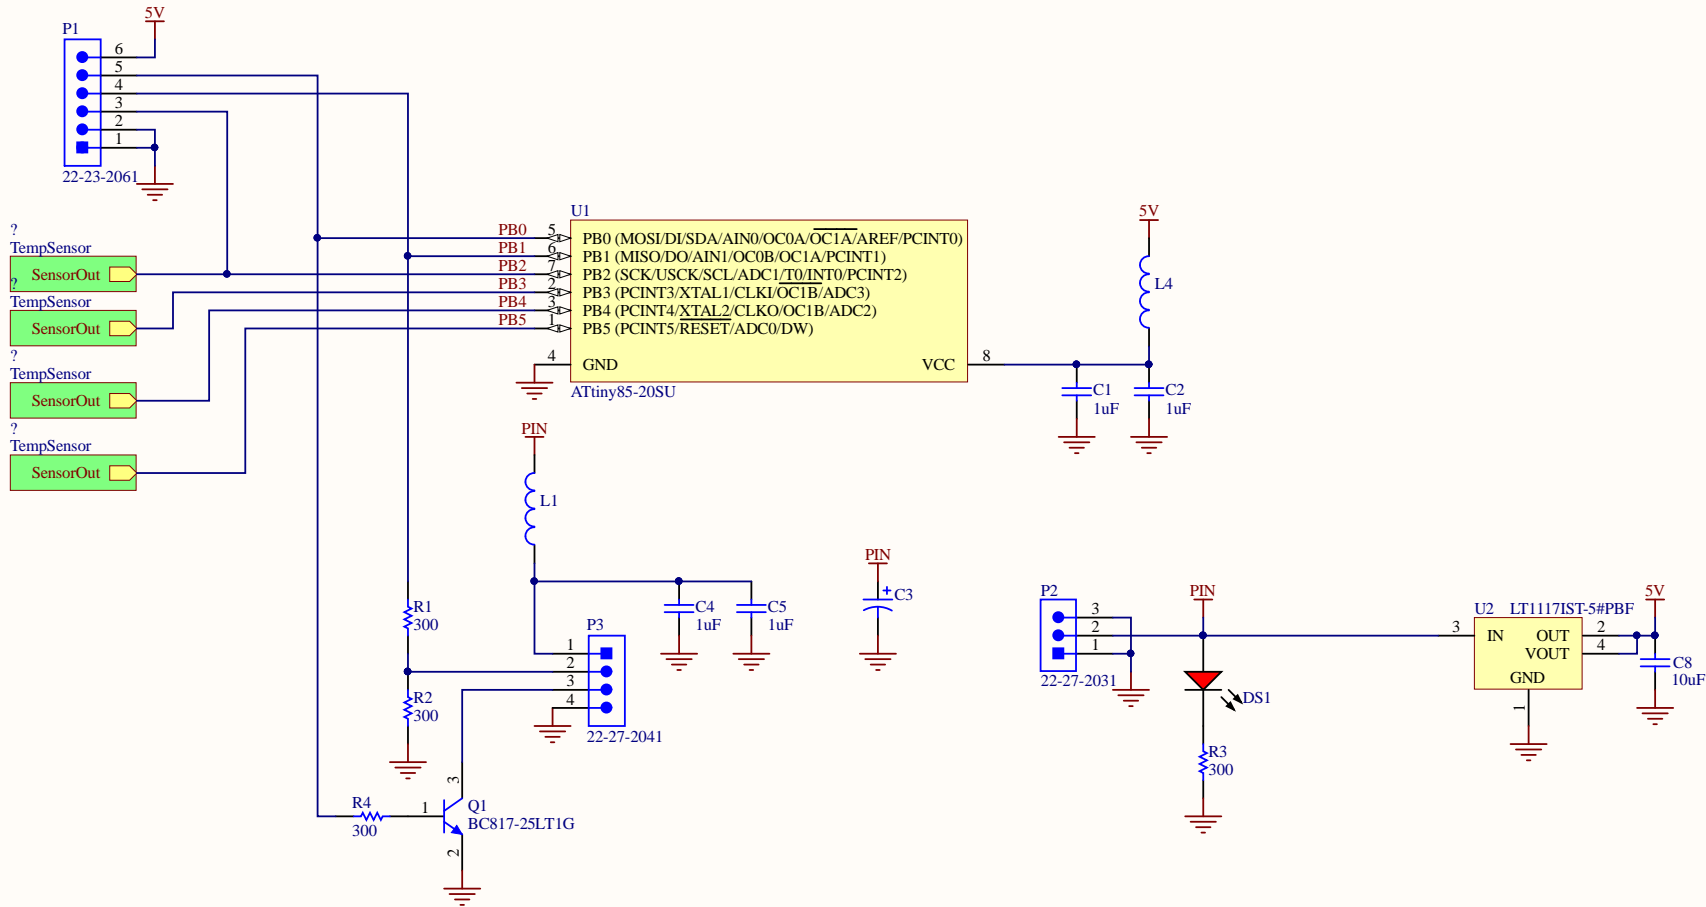 5V
P1
6
5
4
3
2
1
22-23-2061
?
TempSensor
SensorOut
?
TempSensor
SensorOut
?
TempSensor
SensorOut
?
TempSensor
SensorOut
U1
PB0 5 PB0 (MOSI/DI/SDA/AIN0/OC0A/OC1A/AREF/PCINT0)
PB1 6 PB1 (MISO/DO/AIN1/OC0B/OC1A/PCINT1)
PB2 7 PB2 (SCK/USCK/SCL/ADC1/T0/INT0/PCINT2)
PB3 2 PB3 (PCINT3/XTAL1/CLKI/OC1B/ADC3)
PB4 3 PB4 (PCINT4/XTAL2/CLKO/OC1B/ADC2)
PB5 1 PB5 (PCINT5/RESET/ADC0/DW)
4 GND VCC 8
ATtiny85-20SU
5V
L4
C1
1uF
C2
1uF
PIN
L1
C4
1uF
C5
1uF
PIN
+
C3
R1
300
R2
300
P3
1
2
3
4
22-27-2041
R4
300
1
3
Q1
BC817-25LT1G
2
P2
3
2
1
22-27-2031
PIN
DS1
R3
300
U2 LT1117IST-5#PBF
3 IN OUT 2
VOUT 4
GND
1
5V
C8
10uF